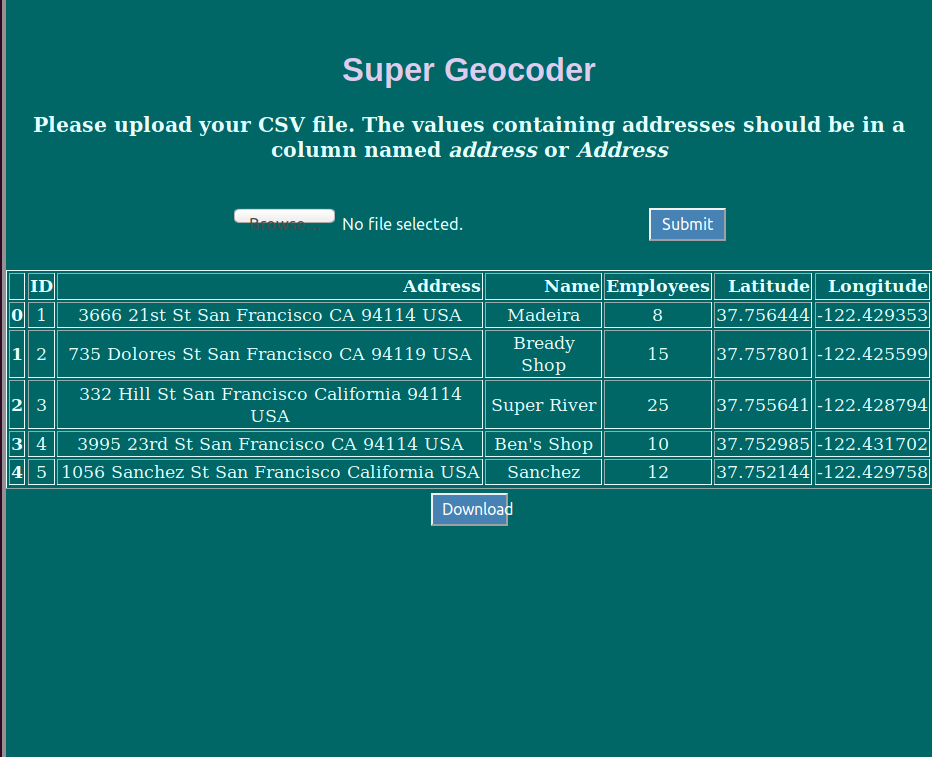 Super Geocoder
Please upload your CSV file. The values containing addresses should be in a
column named address or Address
Browse... No file selected. Submit
ID Address Name Employees Latitude Longitude
0 1 3666 21st St San Francisco CA 94114 USA Madeira 8 37.756444 -122.429353
1 2 735 Dolores St San Francisco CA 94119 USA Bready Shop 15 37.757801 -122.425599
2 3 332 Hill St San Francisco California 94114 USA Super River 25 37.755641 -122.428794
3 4 3995 23rd St San Francisco CA 94114 USA Ben's Shop 10 37.752985 -122.431702
4 5 1056 Sanchez St San Francisco California USA Sanchez 12 37.752144 -122.429758
Download